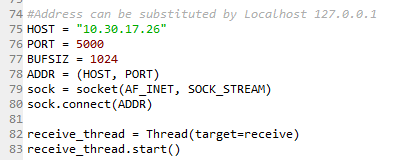 74 #Address can be substituted by Localhost 127.0.0.1
75 HOST = "10.30.17.26"
76 PORT = 5000
77 BUFSIZ = 1024
78 ADDR = (HOST, PORT)
79 sock = socket(AF_INET, SOCK_STREAM)
80 sock.connect(ADDR)
81
82 receive_thread = Thread(target=receive)
83 receive_thread.start()